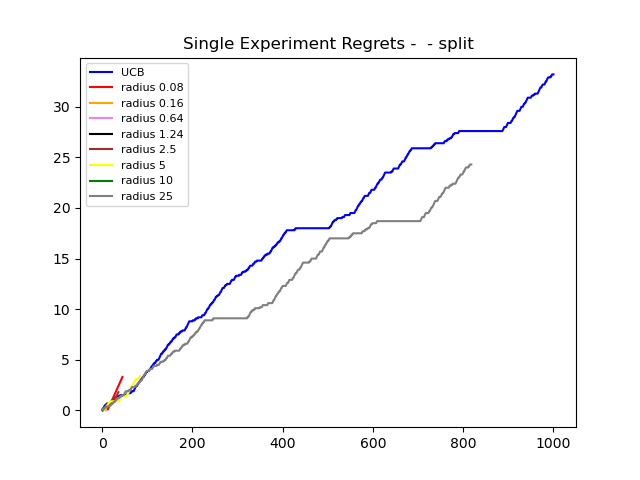 Single Experiment Regrets -  - split
UCB
radius 0.08
radius 0.16
radius 0.64
radius 1.24
radius 2.5
radius 5
radius 10
radius 25
30
25
20
15
10
5
0
0 200 400 600 800 1000